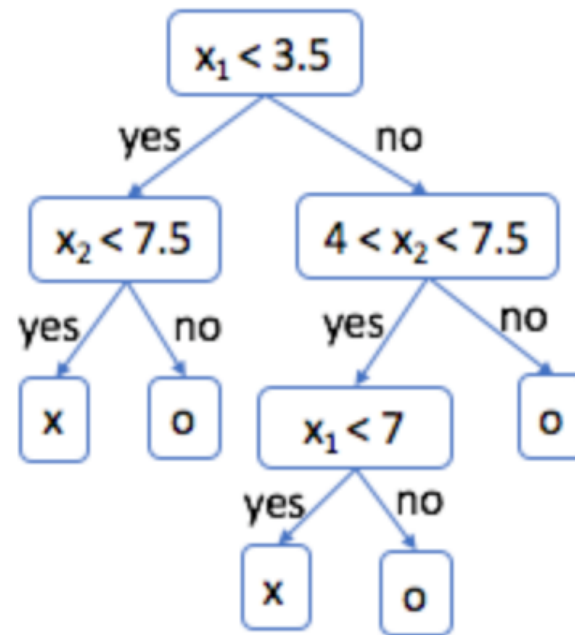 x₁ < 3.5
yes no
x₂ < 7.5 4 < x₂ < 7.5
yes no yes no
x o x₁ < 7 o
yes no
x o